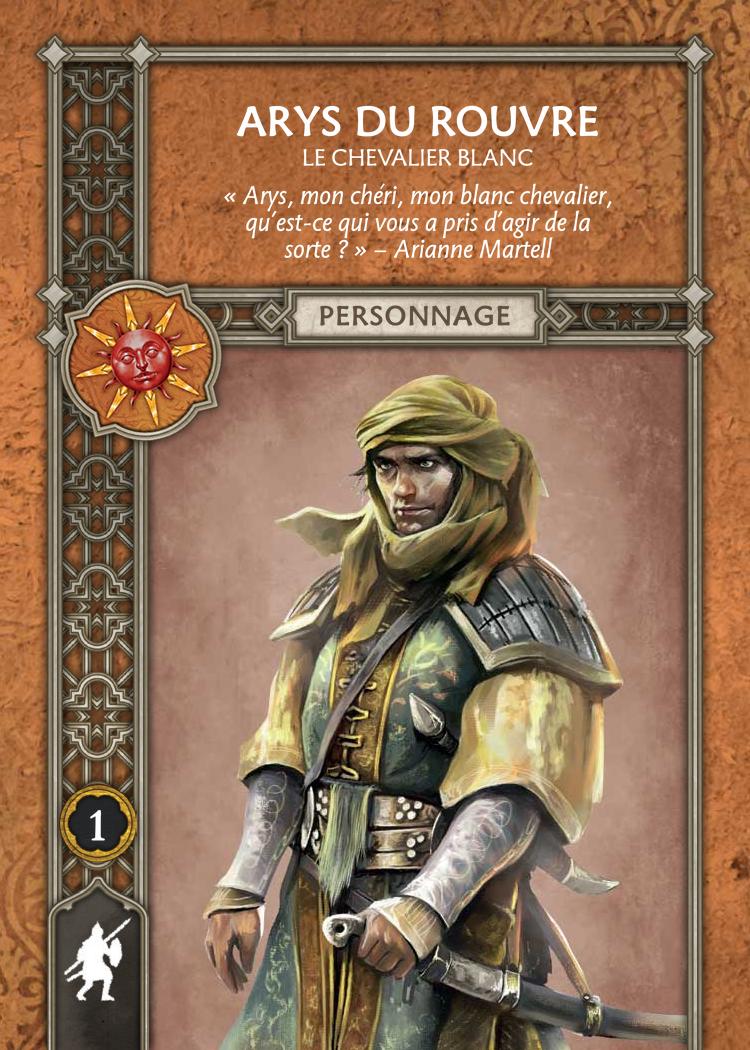 ARYS DU ROUVRE
LE CHEVALIER BLANC
« Arys, mon chéri, mon blanc chevalier,
qu'est-ce qui vous a pris d'agir de la
sorte ? » – Arianne Martell
PERSONNAGE
1